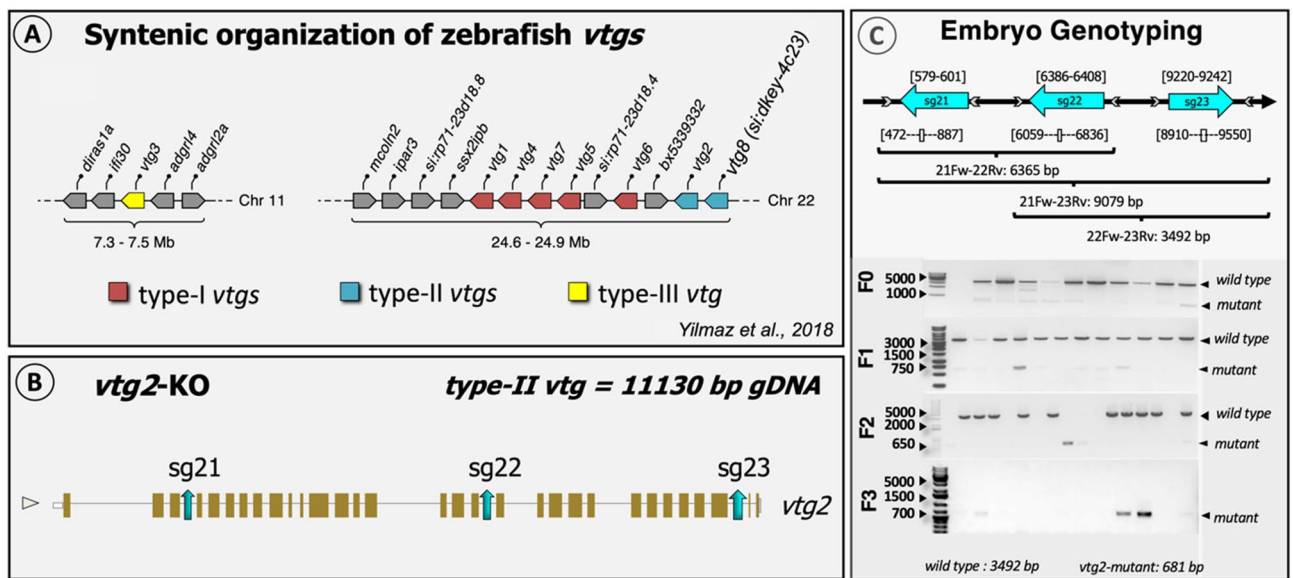 A
Syntenic organization of zebrafish vtgs
diras1a
ifi30
vtg3
adgrl4
adgrl2a
Chr 11
7.3 - 7.5 Mb
mcoln2
lpar3
si:rp71-23d18.8
ssx2ipb
vtg1
vtg4
vtg7
vtg5
si:rp71-23d18.4
vtg6
bx5339332
vtg2
vtg8 (si:dkey-4c23)
Chr 22
24.6 - 24.9 Mb
type-I vtgs
type-II vtgs
type-III vtg
Yilmaz et al., 2018
B
vtg2-KO
type-II vtg = 11130 bp gDNA
sg21
sg22
sg23
vtg2
C
Embryo Genotyping
[579-601]
[6386-6408]
[9220-9242]
sg21
sg22
sg23
[472---[]---887]
[6059---[]---6836]
[8910---[]---9550]
21Fw-22Rv: 6365 bp
21Fw-23Rv: 9079 bp
22Fw-23Rv: 3492 bp
F0
5000
1000
wild type
mutant
F1
3000
1500
750
wild type
mutant
F2
5000
2000
650
wild type
mutant
F3
5000
1500
700
mutant
wild type : 3492 bp
vtg2-mutant: 681 bp